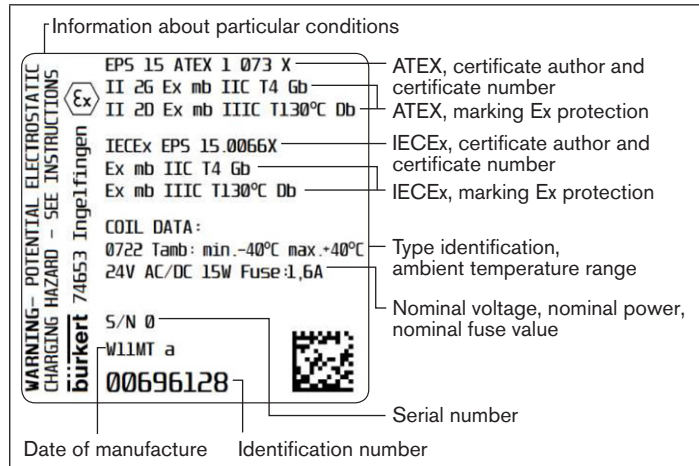 Information about particular conditions
WARNING- POTENTIAL ELECTROSTATIC
CHARGING HAZARD - SEE INSTRUCTIONS
bürkert 74653 Ingelfingen
Ex
EPS 15 ATEX 1 073 X
II 2G Ex mb IIC T4 Gb
II 2D Ex mb IIIC T130°C Db
IECEx EPS 15.0066X
Ex mb IIC T4 Gb
Ex mb IIIC T130°C Db
COIL DATA:
0722 Tamb: min.-40°C max.+40°C
24V AC/DC 15W Fuse:1,6A
S/N 0
W11MT a
00696128
ATEX, certificate author and
certificate number
ATEX, marking Ex protection
IECEx, certificate author and
certificate number
IECEx, marking Ex protection
Type identification,
ambient temperature range
Nominal voltage, nominal power,
nominal fuse value
Serial number
Date of manufacture
Identification number